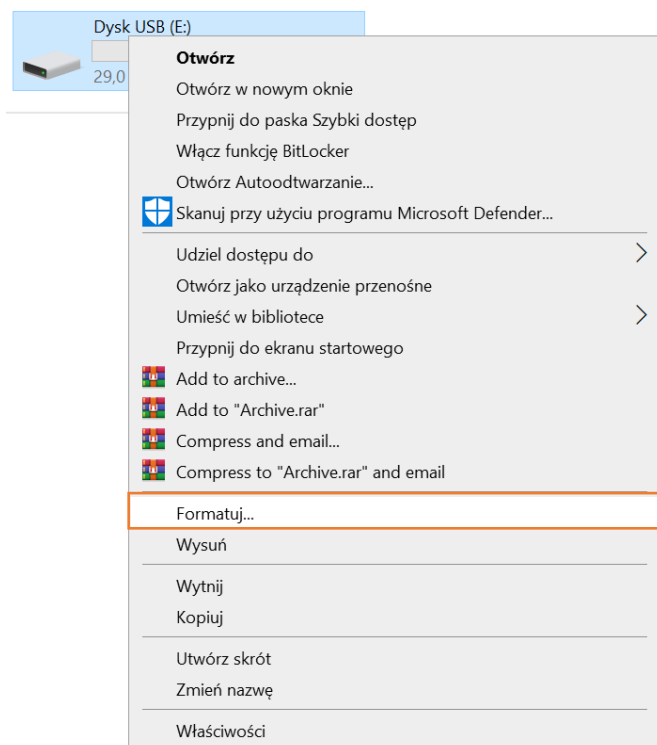 Dysk USB (E:)
29,0
Otwórz
Otwórz w nowym oknie
Przypnij do paska Szybki dostęp
Włącz funkcję BitLocker
Otwórz Autoodtwarzanie...
Skanuj przy użyciu programu Microsoft Defender...
Udziel dostępu do
Otwórz jako urządzenie przenośne
Umieść w bibliotece
Przypnij do ekranu startowego
Add to archive...
Add to "Archive.rar"
Compress and email...
Compress to "Archive.rar" and email
Formatuj...
Wysuń
Wytnij
Kopiuj
Utwórz skrót
Zmień nazwę
Właściwości